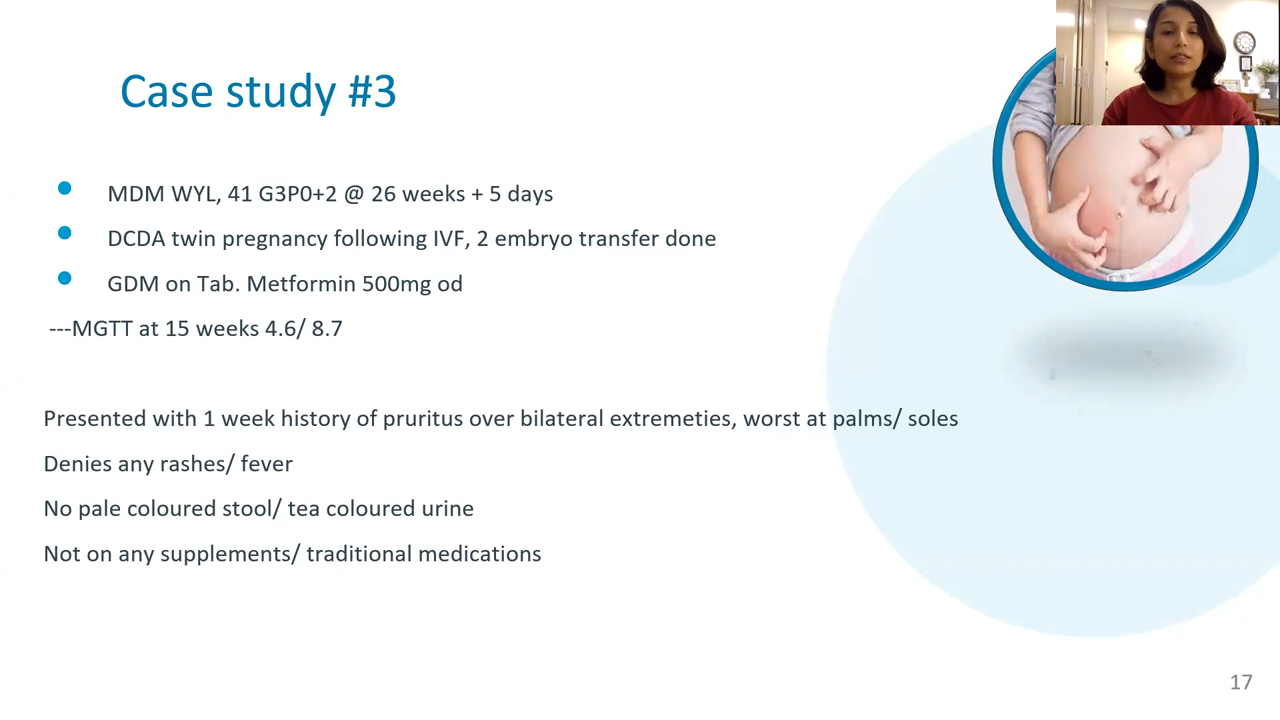 Case study #3
MDM WYL, 41 G3P0+2 @ 26 weeks + 5 days
DCDA twin pregnancy following IVF, 2 embryo transfer done
GDM on Tab. Metformin 500mg od
---MGTT at 15 weeks 4.6/ 8.7
Presented with 1 week history of pruritus over bilateral extremeties, worst at palms/ soles
Denies any rashes/ fever
No pale coloured stool/ tea coloured urine
Not on any supplements/ traditional medications
17